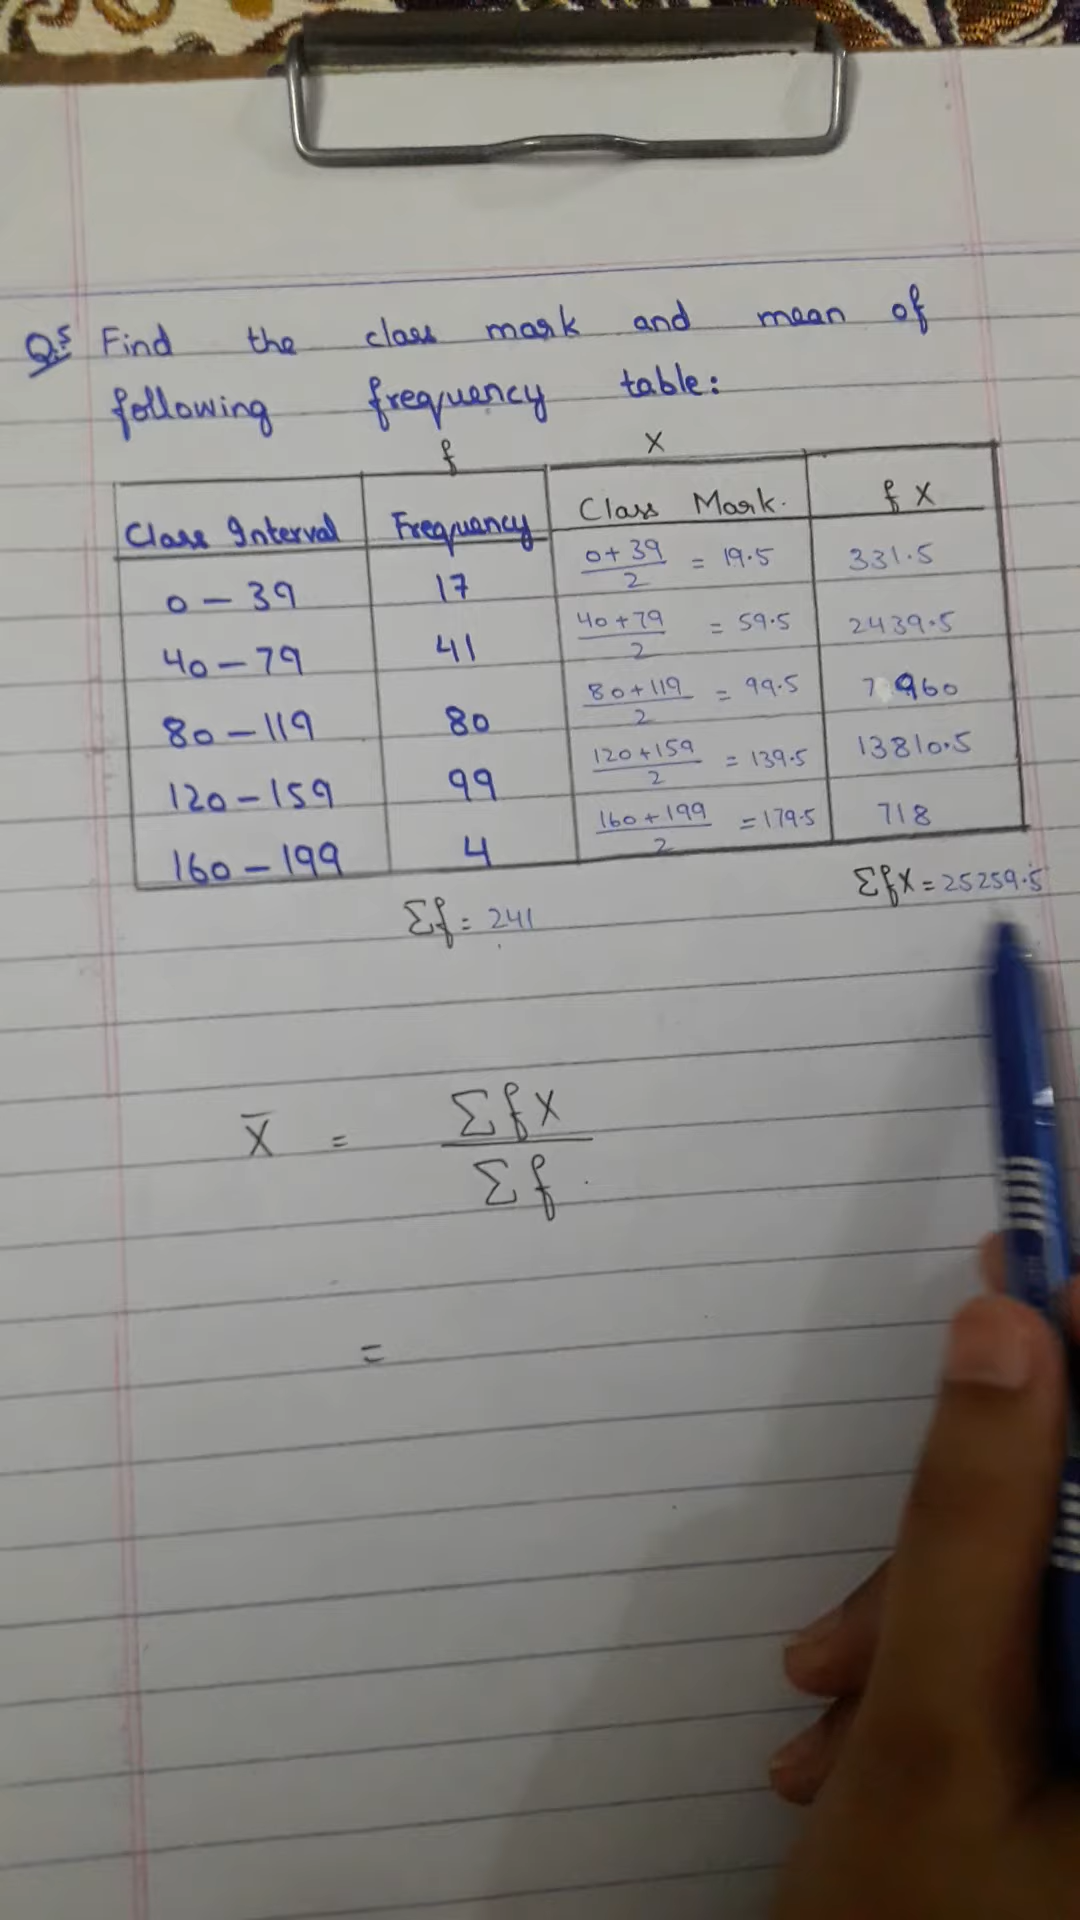 Q.5 Find the class mark and mean of
following frequency table:
f X
Class Interval Frequency Class Mark. f X
0 – 39 17 0+39/2 = 19.5 331.5
40 – 79 41 40+79/2 = 59.5 2439.5
80 – 119 80 80+119/2 = 99.5 7960
120 – 159 99 120+159/2 = 139.5 13810.5
160 – 199 4 160+199/2 = 179.5 718
Σf = 241 ΣfX = 25259.5
X̄ = ΣfX/Σf
=